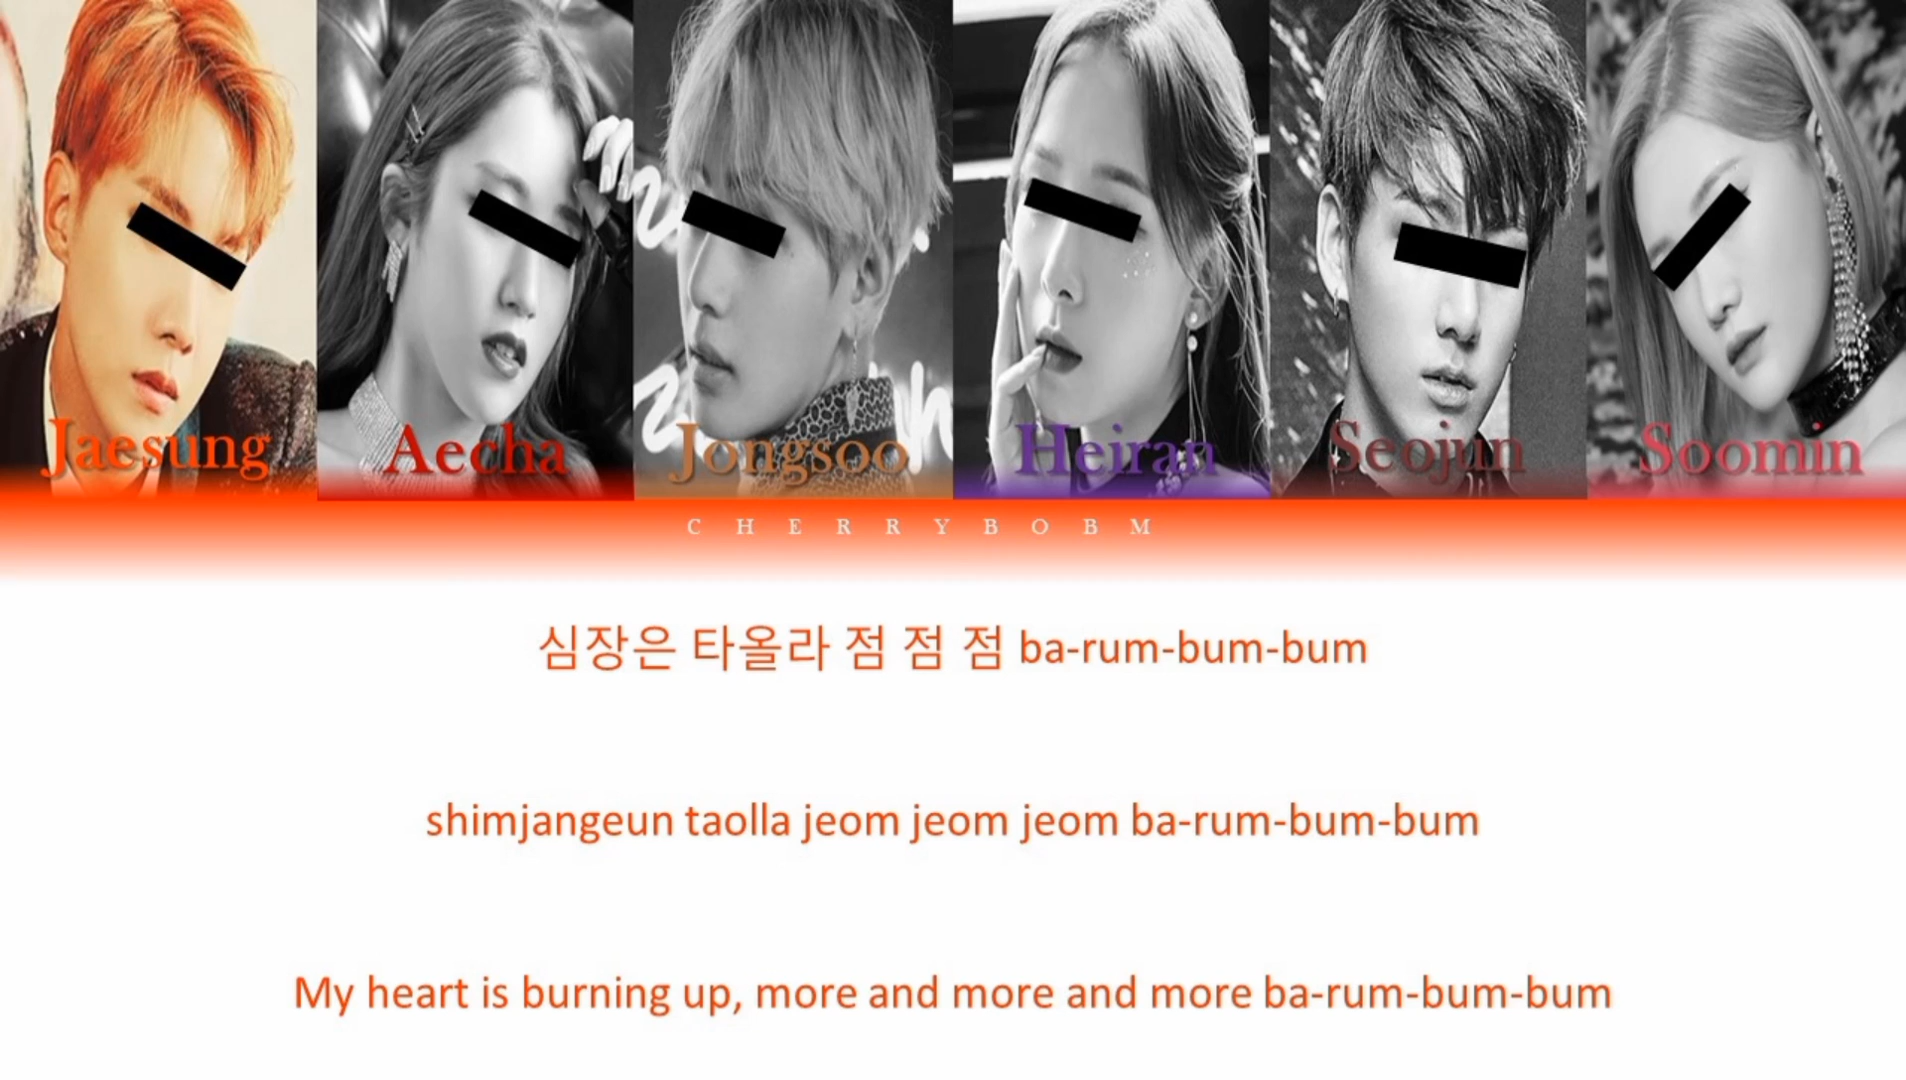 Jaesung Aecha Jongsoo Heiran Seojun Soomin
CHERRYBOBM
심장은 타올라 점 점 점 ba-rum-bum-bum
shimjangeun taolla jeom jeom jeom ba-rum-bum-bum
My heart is burning up, more and more and more ba-rum-bum-bum